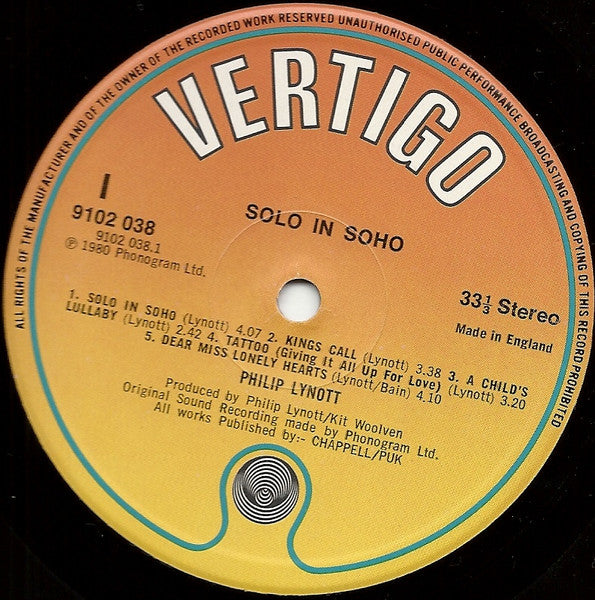 ALL RIGHTS OF THE MANUFACTURER AND OF THE OWNER OF THE RECORDED WORK RESERVED UNAUTHORISED PUBLIC PERFORMANCE BROADCASTING AND COPYING OF THIS RECORD PROHIBITED
VERTIGO
I
9102 038
9102 038.1
℗ 1980 Phonogram Ltd.
SOLO IN SOHO
33⅓ Stereo
Made in England
1. SOLO IN SOHO (Lynott) 4.07 2. KINGS CALL (Lynott) 3.38 3. A CHILD'S
LULLABY (Lynott) 2.42 4. TATTOO (Giving It All Up For Love) (Lynott) 3.20
5. DEAR MISS LONELY HEARTS (Lynott/Bain) 4.10
PHILIP LYNOTT
Produced by Philip Lynott/Kit Woolven
Original Sound Recording made by Phonogram Ltd.
All works Published by:- CHAPPELL/PUK